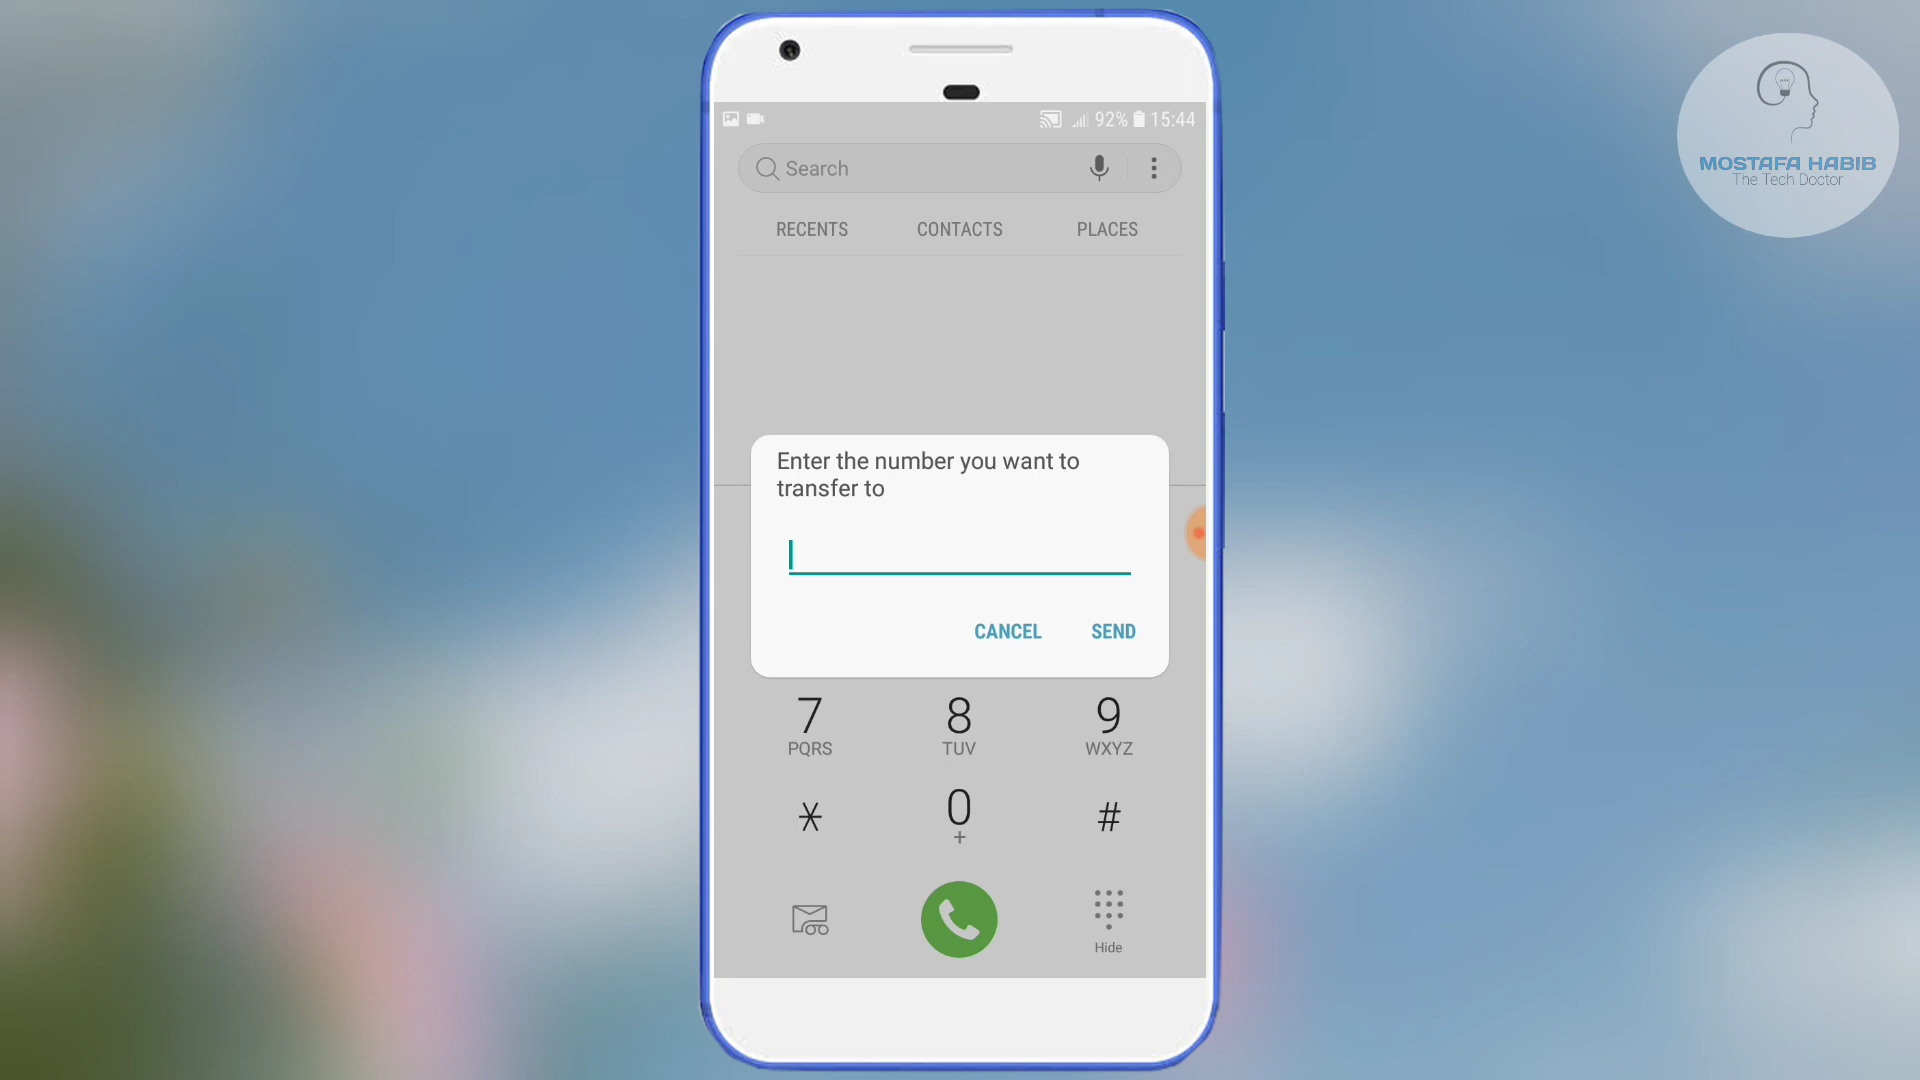 92% 15:44
Search
RECENTS CONTACTS PLACES
Enter the number you want to
transfer to
CANCEL SEND
7 8 9
PQRS TUV WXYZ
* 0 #
+
Hide
MOSTAFA HABIB
The Tech Doctor